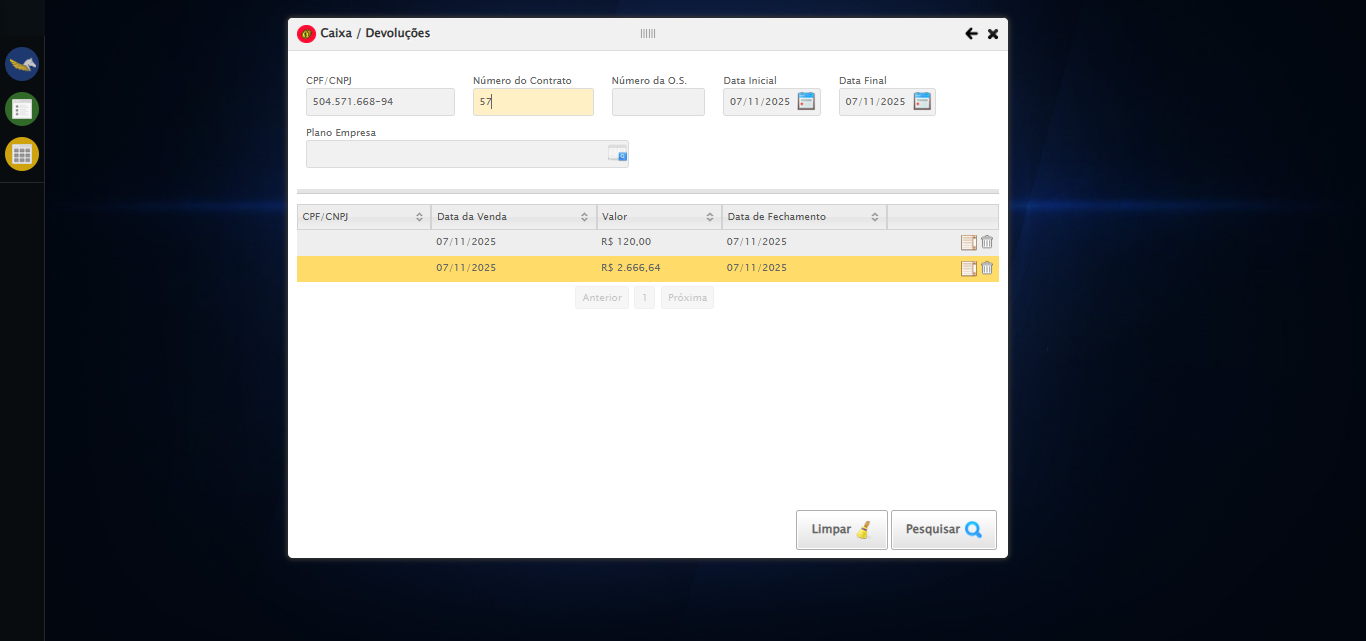 Caixa / Devoluções
CPF/CNPJ Número do Contrato Número da O.S. Data Inicial Data Final
504.571.668-94 57 07/11/2025 07/11/2025
Plano Empresa
CPF/CNPJ Data da Venda Valor Data de Fechamento
07/11/2025 R$ 120,00 07/11/2025
07/11/2025 R$ 2.666,64 07/11/2025
Anterior 1 Próxima
Limpar Pesquisar